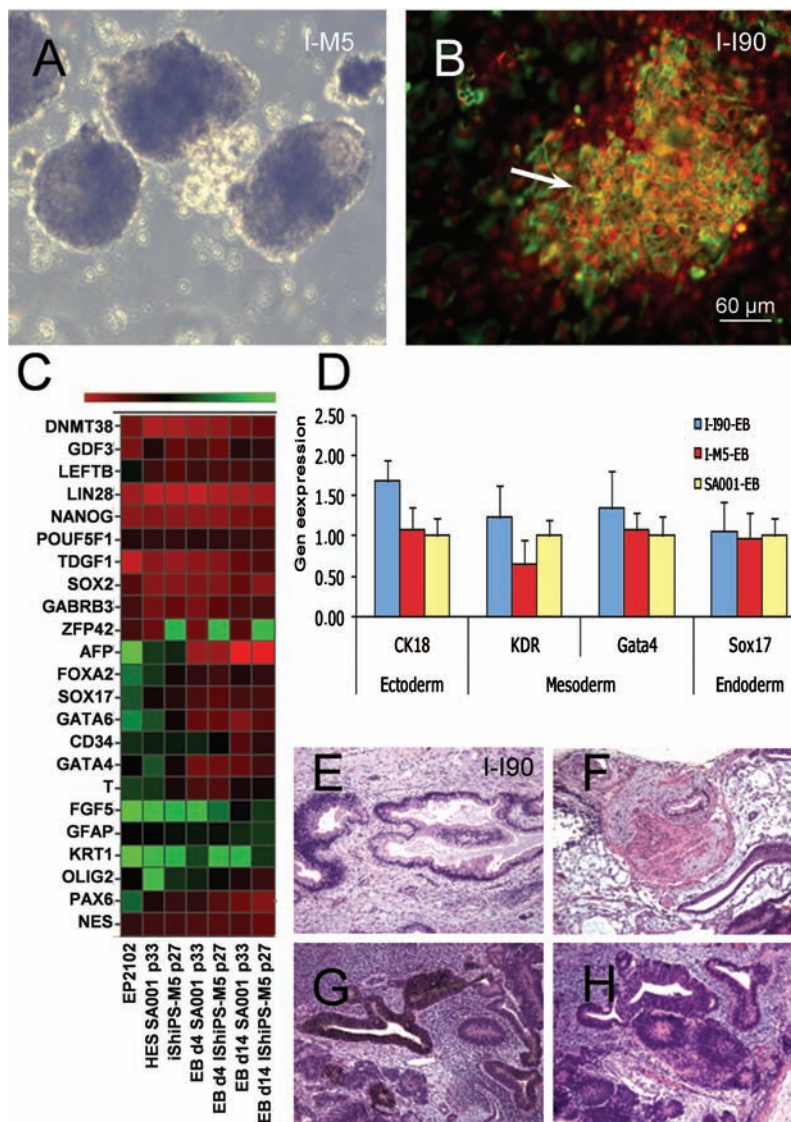 A
I-M5
B
I-I90
60 µm
C
DNMT38
GDF3
LEFTB
LIN28
NANOG
POUF5F1
TDGF1
SOX2
GABRB3
ZFP42
AFP
FOXA2
SOX17
GATA6
CD34
GATA4
T
FGF5
GFAP
KRT1
OLIG2
PAX6
NES
EP2102
HES SA001 p33
iShiPS-M5 p27
EB d4 SA001 p33
EB d4 IShiPS-M5 p27
EB d14 SA001 p33
EB d14 IShiPS-M5 p27
D
Gen eexpression
2.50
2.00
1.50
1.00
0.50
0.00
I-I90-EB
I-M5-EB
SA001-EB
CK18 KDR Gata4 Sox17
Ectoderm Mesoderm Endoderm
E
I-I90
F
G
H